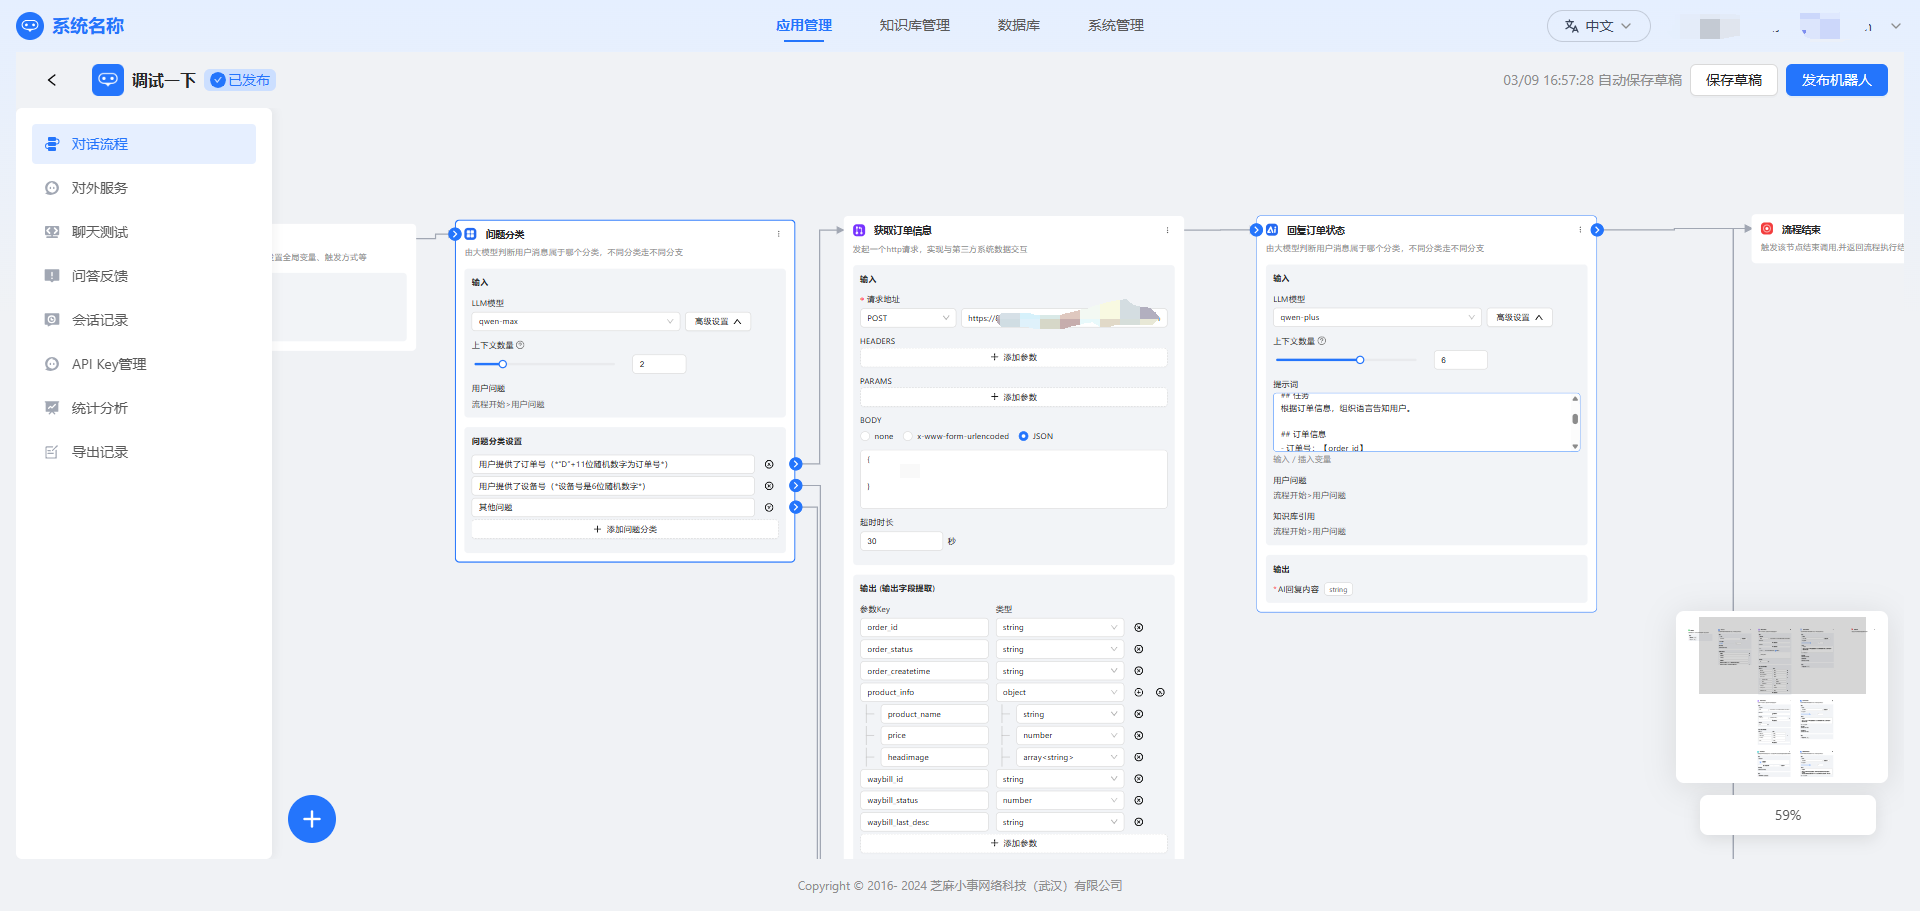 系统名称
应用管理
知识库管理
数据库
系统管理
中文
调试一下
已发布
03/09 16:57:28 自动保存草稿
保存草稿
发布机器人
对话流程
对外服务
聊天测试
问答反馈
会话记录
API Key管理
统计分析
导出记录
置全局变量、触发方式等
问题分类
由大模型判断用户消息属于哪个分类，不同分类走不同分支
输入
LLM模型
qwen-max
高级设置
上下文数量
2
用户问题
流程开始>用户问题
问题分类设置
用户提供了订单号（*"D"+11位随机数字为订单号*）
用户提供了设备号（*设备号是6位随机数字*）
其他问题
添加问题分类
获取订单信息
发起一个http请求，实现与第三方系统数据交互
输入
* 请求地址
POST
https://
HEADERS
添加参数
PARAMS
添加参数
BODY
none
x-www-form-urlencoded
JSON
{
}
超时时长
30
秒
输出 (输出字段提取)
参数Key
类型
order_id
string
order_status
string
order_createtime
string
product_info
object
product_name
string
price
number
headimage
array<string>
waybill_id
string
waybill_status
number
waybill_last_desc
string
添加参数
回复订单状态
由大模型判断用户消息属于哪个分类，不同分类走不同分支
输入
LLM模型
qwen-plus
高级设置
上下文数量
6
提示词
## 任务
根据订单信息，组织语言告知用户。
## 订单信息
- 订单号：【order_id】
输入 / 插入变量
用户问题
流程开始>用户问题
知识库引用
流程开始>用户问题
输出
*AI回复内容
string
流程结束
触发该节点结束调用,并返回流程执行结
59%
Copyright © 2016- 2024 芝麻小事网络科技（武汉）有限公司